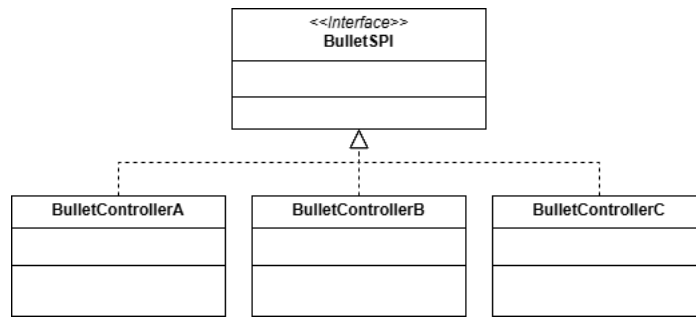 <<Interface>>
BulletSPI
BulletControllerA
BulletControllerB
BulletControllerC